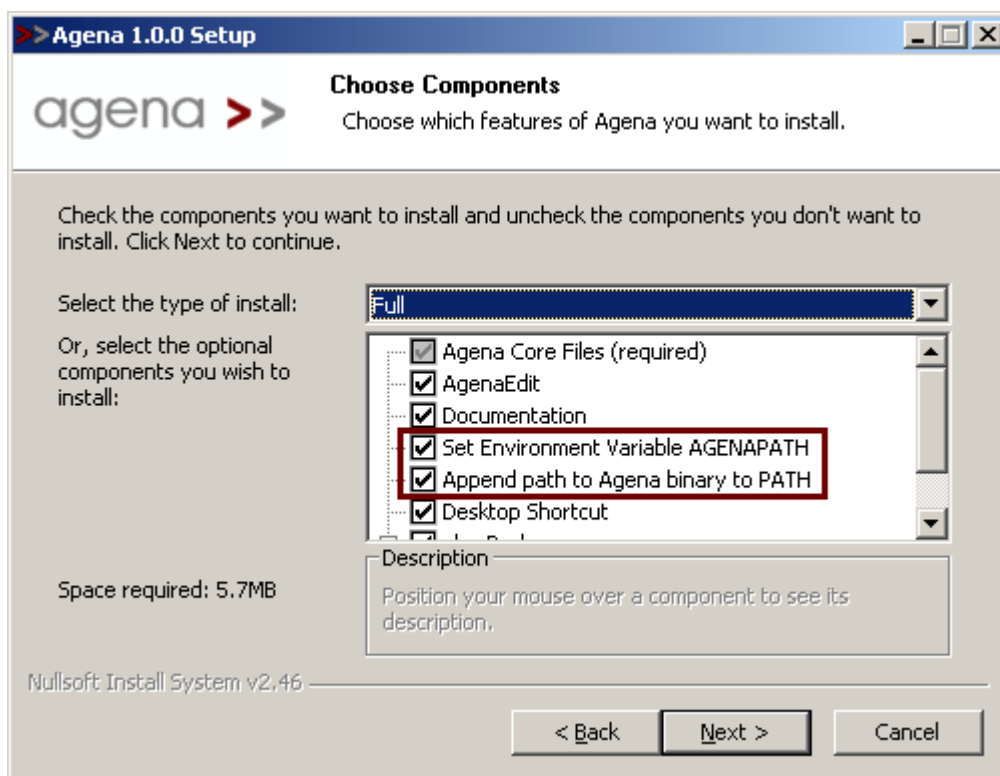 >>Agena 1.0.0 Setup
agena >>
Choose Components
Choose which features of Agena you want to install.
Check the components you want to install and uncheck the components you don't want to
install. Click Next to continue.
Select the type of install:
Full
Or, select the optional
components you wish to
install:
Agena Core Files (required)
AgenaEdit
Documentation
Set Environment Variable AGENAPATH
Append path to Agena binary to PATH
Desktop Shortcut
Space required: 5.7MB
Description
Position your mouse over a component to see its
description.
Nullsoft Install System v2.46
< Back
Next >
Cancel